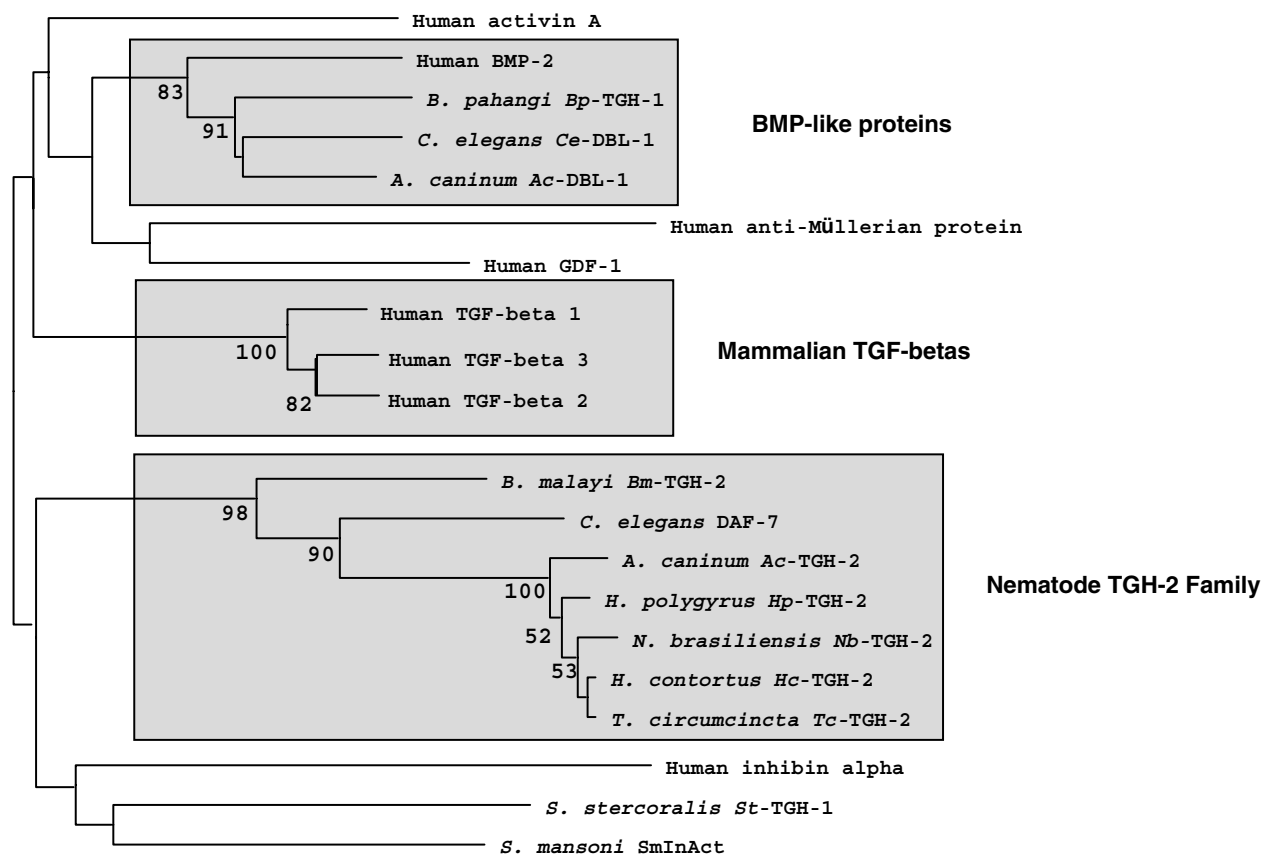 Human activin A
Human BMP-2
83
B. pahangi Bp-TGH-1
91
BMP-like proteins
C. elegans Ce-DBL-1
A. caninum Ac-DBL-1
Human anti-Müllerian protein
Human GDF-1
Human TGF-beta 1
100
Mammalian TGF-betas
Human TGF-beta 3
82
Human TGF-beta 2
B. malayi Bm-TGH-2
98
C. elegans DAF-7
90
A. caninum Ac-TGH-2
100
Nematode TGH-2 Family
H. polygyrus Hp-TGH-2
52
N. brasiliensis Nb-TGH-2
53
H. contortus Hc-TGH-2
T. circumcincta Tc-TGH-2
Human inhibin alpha
S. stercoralis St-TGH-1
S. mansoni SmInAct